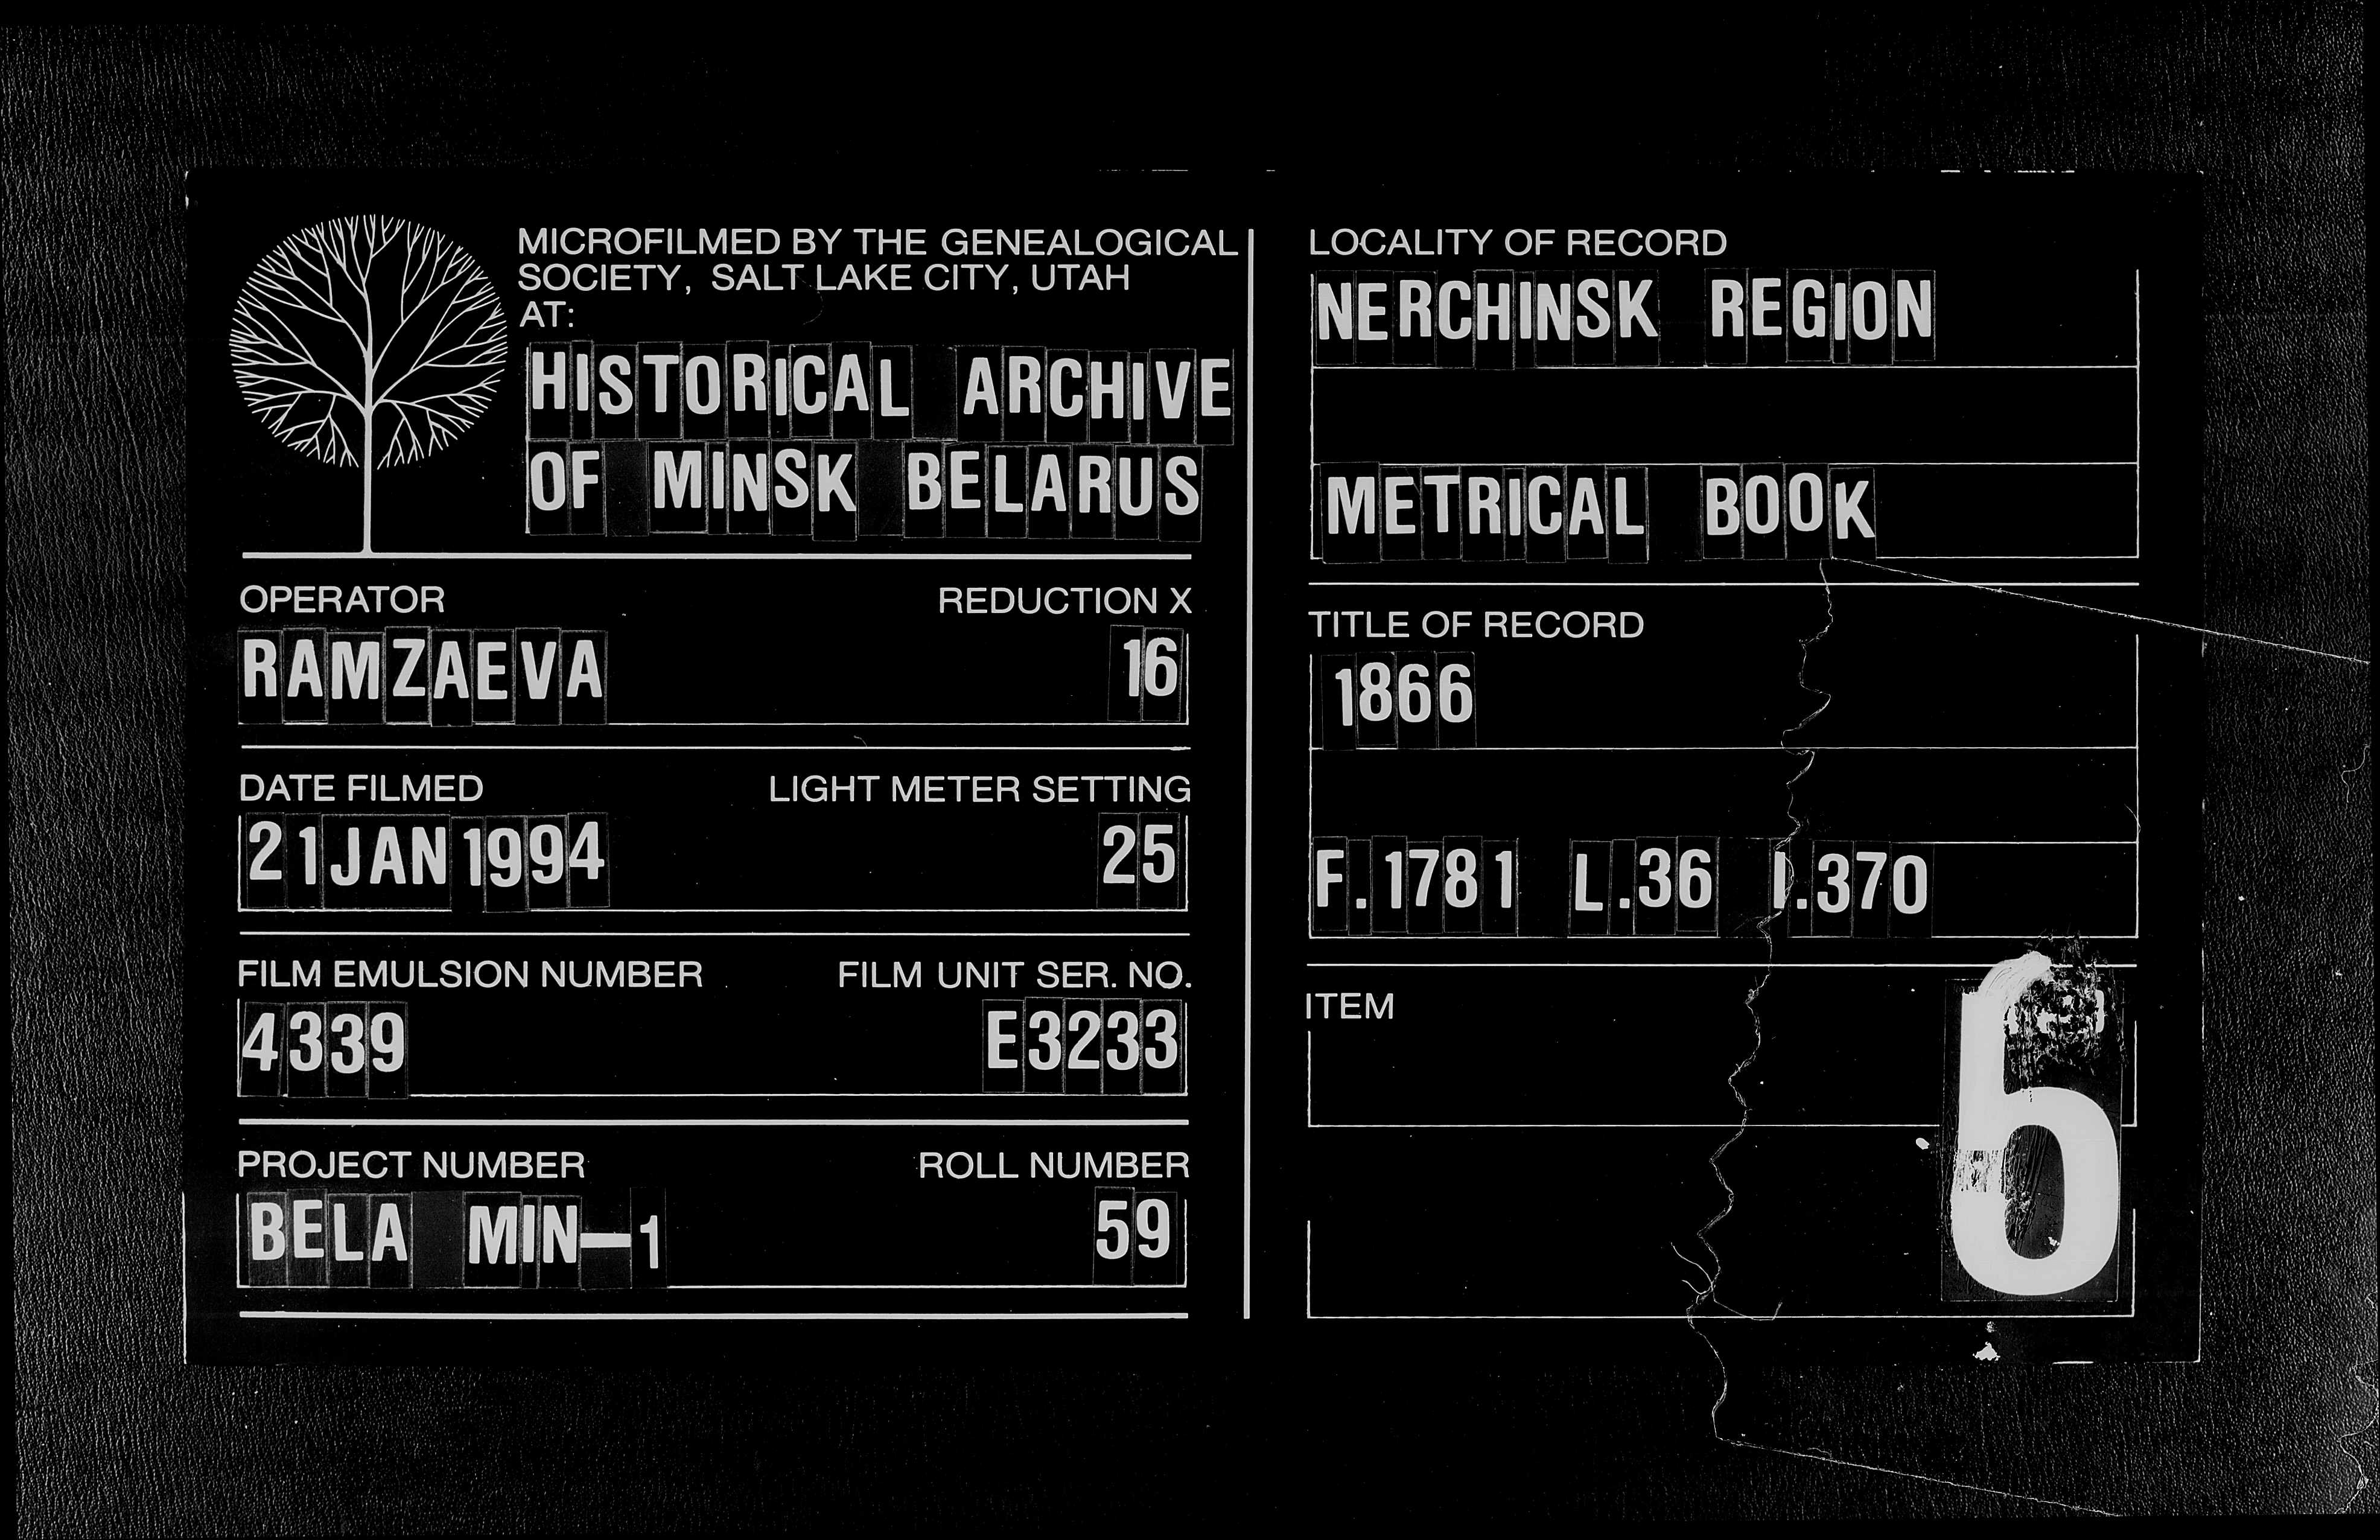 MICROFILMED BY THE GENEALOGICAL
SOCIETY, SALT LAKE CITY, UTAH
AT:
HISTORICAL ARCHIVE
OF MINSK BELARUS
OPERATOR REDUCTION X
RAMZAEVA 16
DATE FILMED LIGHT METER SETTING
21 JAN 1994 25
FILM EMULSION NUMBER FILM UNIT SER. NO.
4339 E3233
PROJECT NUMBER ROLL NUMBER
BELA MIN-1 59
LOCALITY OF RECORD
NERCHINSK REGION
METRICAL BOOK
TITLE OF RECORD
1866
F.1781 L.36 I.370
ITEM
6